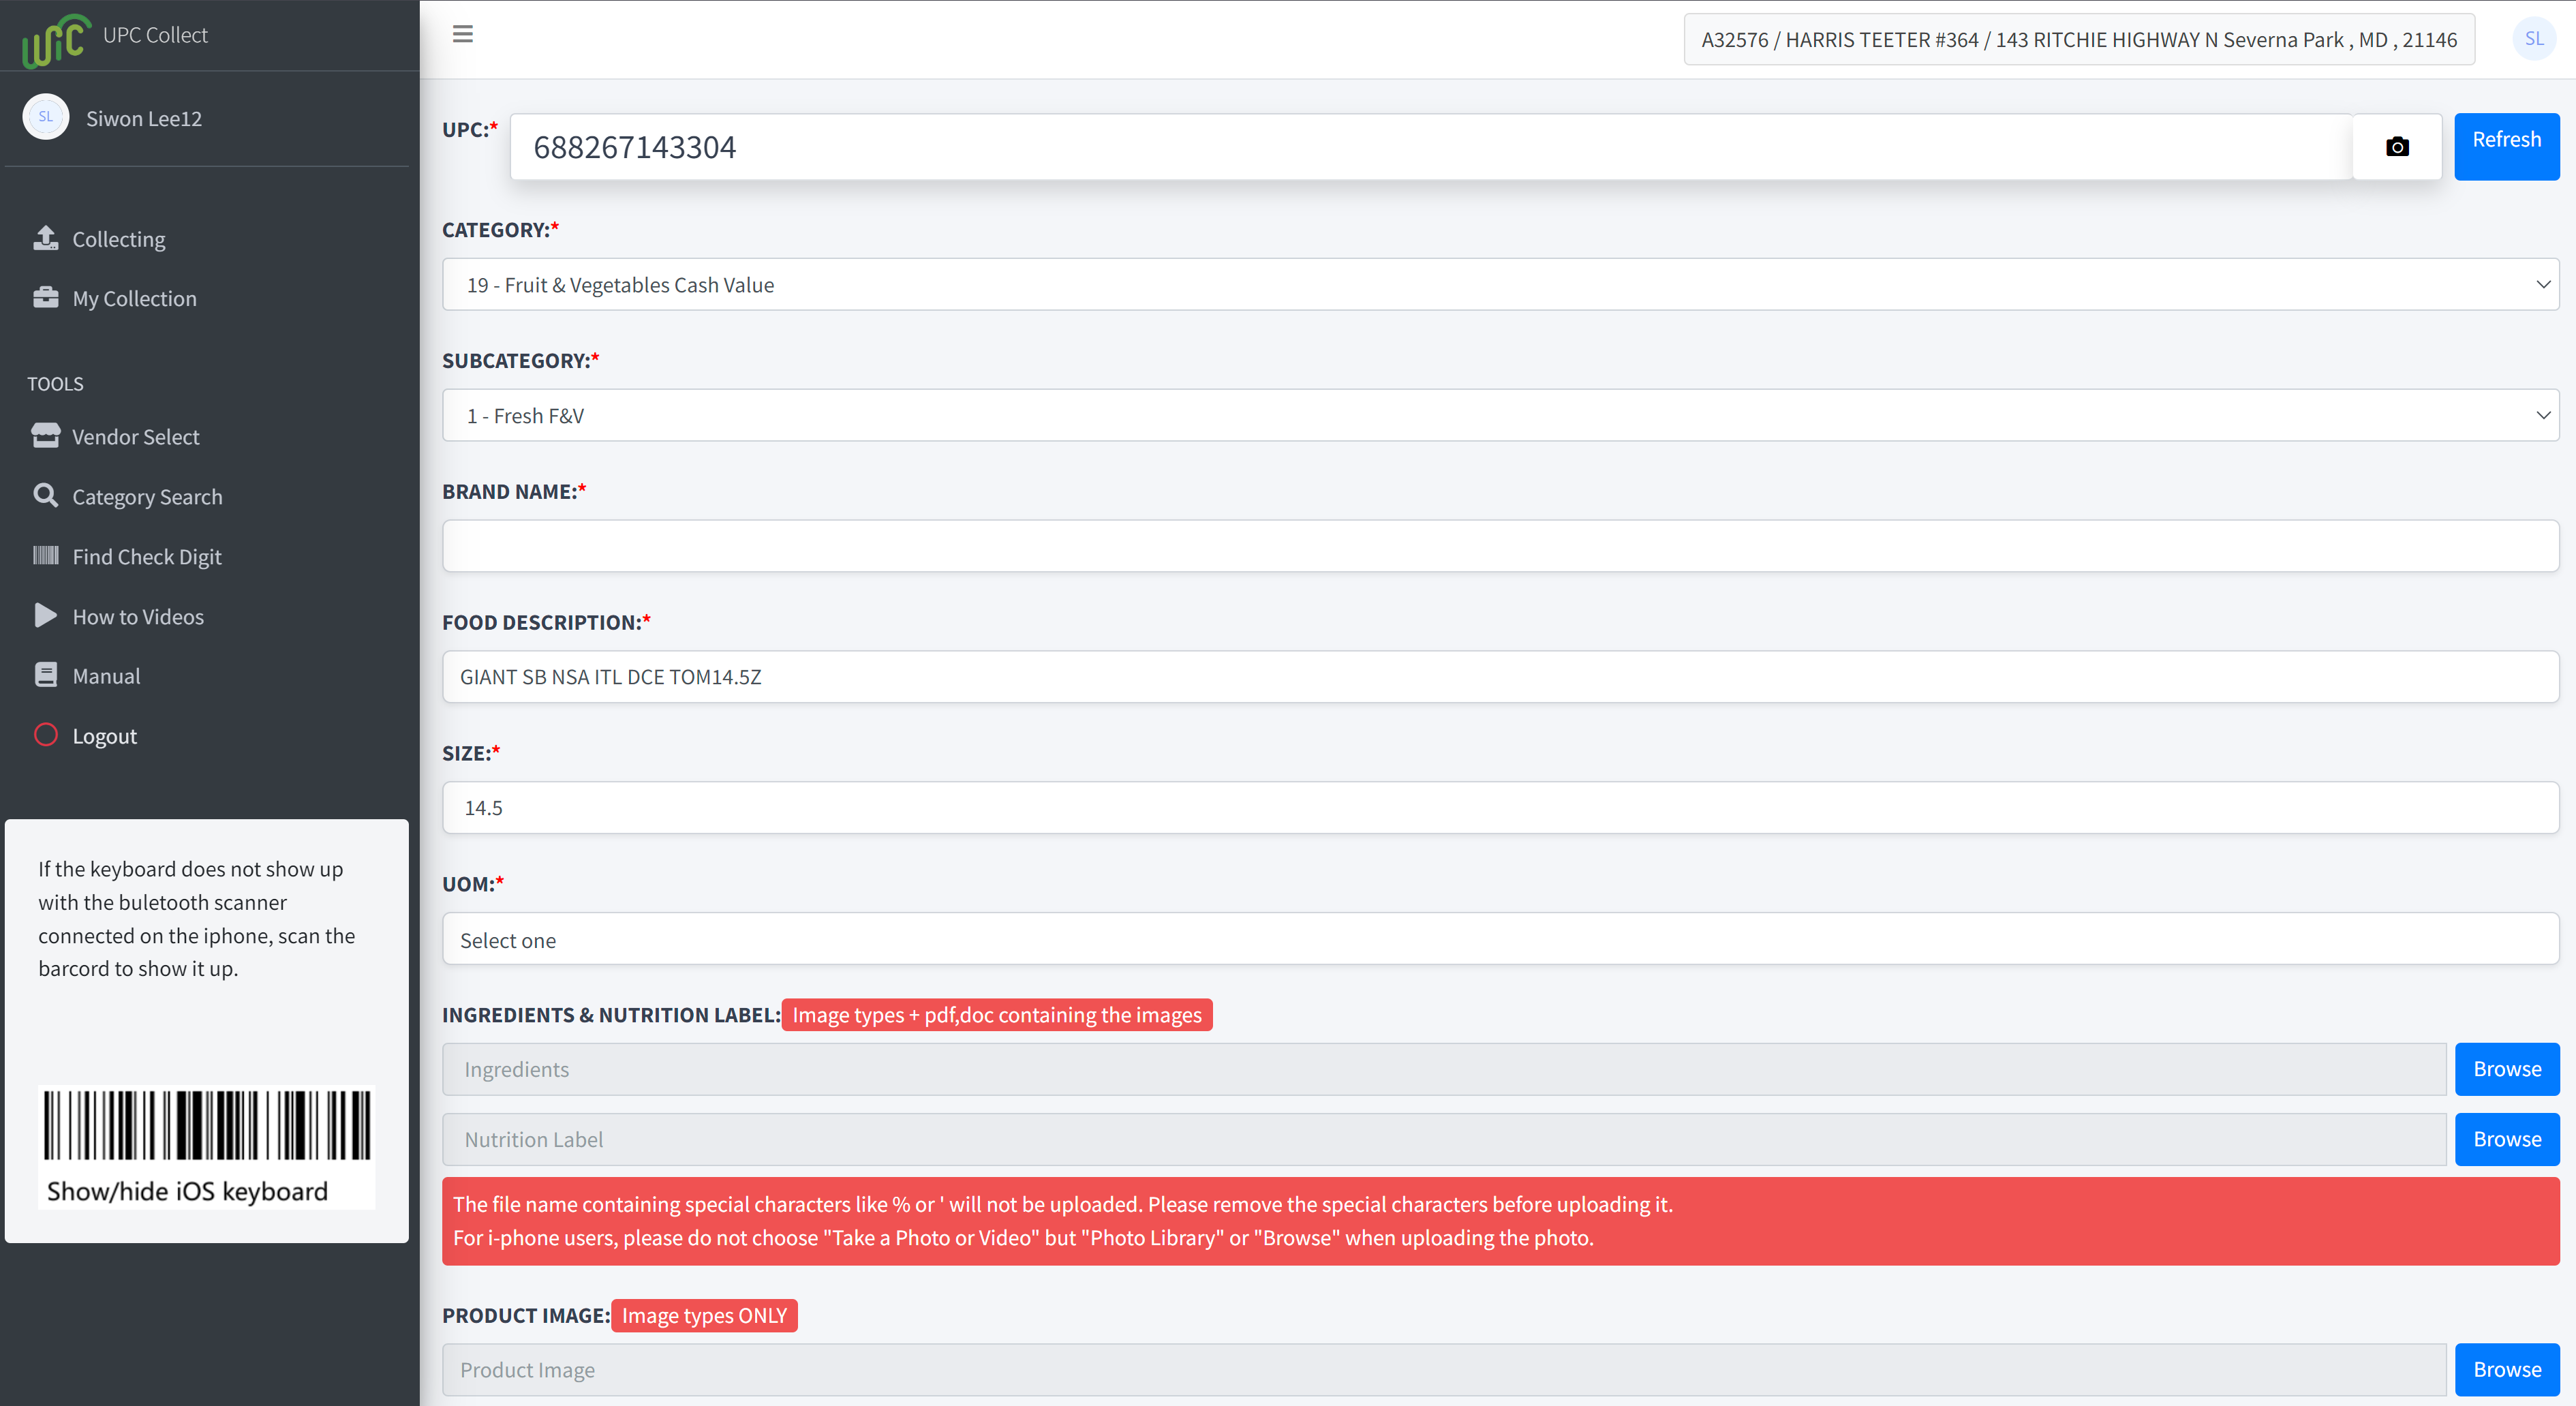 UPC Collect
A32576 / HARRIS TEETER #364 / 143 RITCHIE HIGHWAY N Severna Park , MD , 21146
SL
SL
Siwon Lee12
Collecting
My Collection
TOOLS
Vendor Select
Category Search
Find Check Digit
How to Videos
Manual
Logout
If the keyboard does not show up
with the buletooth scanner
connected on the iphone, scan the
barcord to show it up.
Show/hide iOS keyboard
UPC:*
688267143304
Refresh
CATEGORY:*
19 - Fruit & Vegetables Cash Value
SUBCATEGORY:*
1 - Fresh F&V
BRAND NAME:*
FOOD DESCRIPTION:*
GIANT SB NSA ITL DCE TOM14.5Z
SIZE:*
14.5
UOM:*
Select one
INGREDIENTS & NUTRITION LABEL: Image types + pdf,doc containing the images
Ingredients
Browse
Nutrition Label
Browse
The file name containing special characters like % or ' will not be uploaded. Please remove the special characters before uploading it.
For i-phone users, please do not choose "Take a Photo or Video" but "Photo Library" or "Browse" when uploading the photo.
PRODUCT IMAGE: Image types ONLY
Product Image
Browse